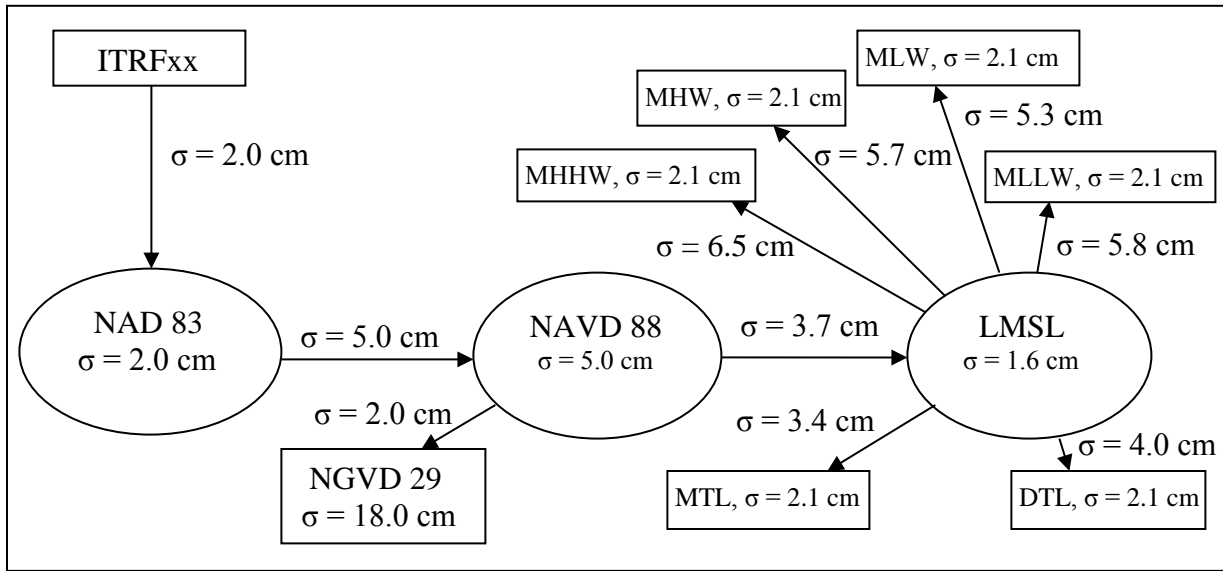 ITRFxx
σ = 2.0 cm
NAD 83
σ = 2.0 cm
σ = 5.0 cm
NAVD 88
σ = 5.0 cm
σ = 2.0 cm
NGVD 29
σ = 18.0 cm
σ = 3.7 cm
LMSL
σ = 1.6 cm
MHHW, σ = 2.1 cm
σ = 6.5 cm
MHW, σ = 2.1 cm
σ = 5.7 cm
MLW, σ = 2.1 cm
σ = 5.3 cm
MLLW, σ = 2.1 cm
σ = 5.8 cm
σ = 3.4 cm
MTL, σ = 2.1 cm
σ = 4.0 cm
DTL, σ = 2.1 cm